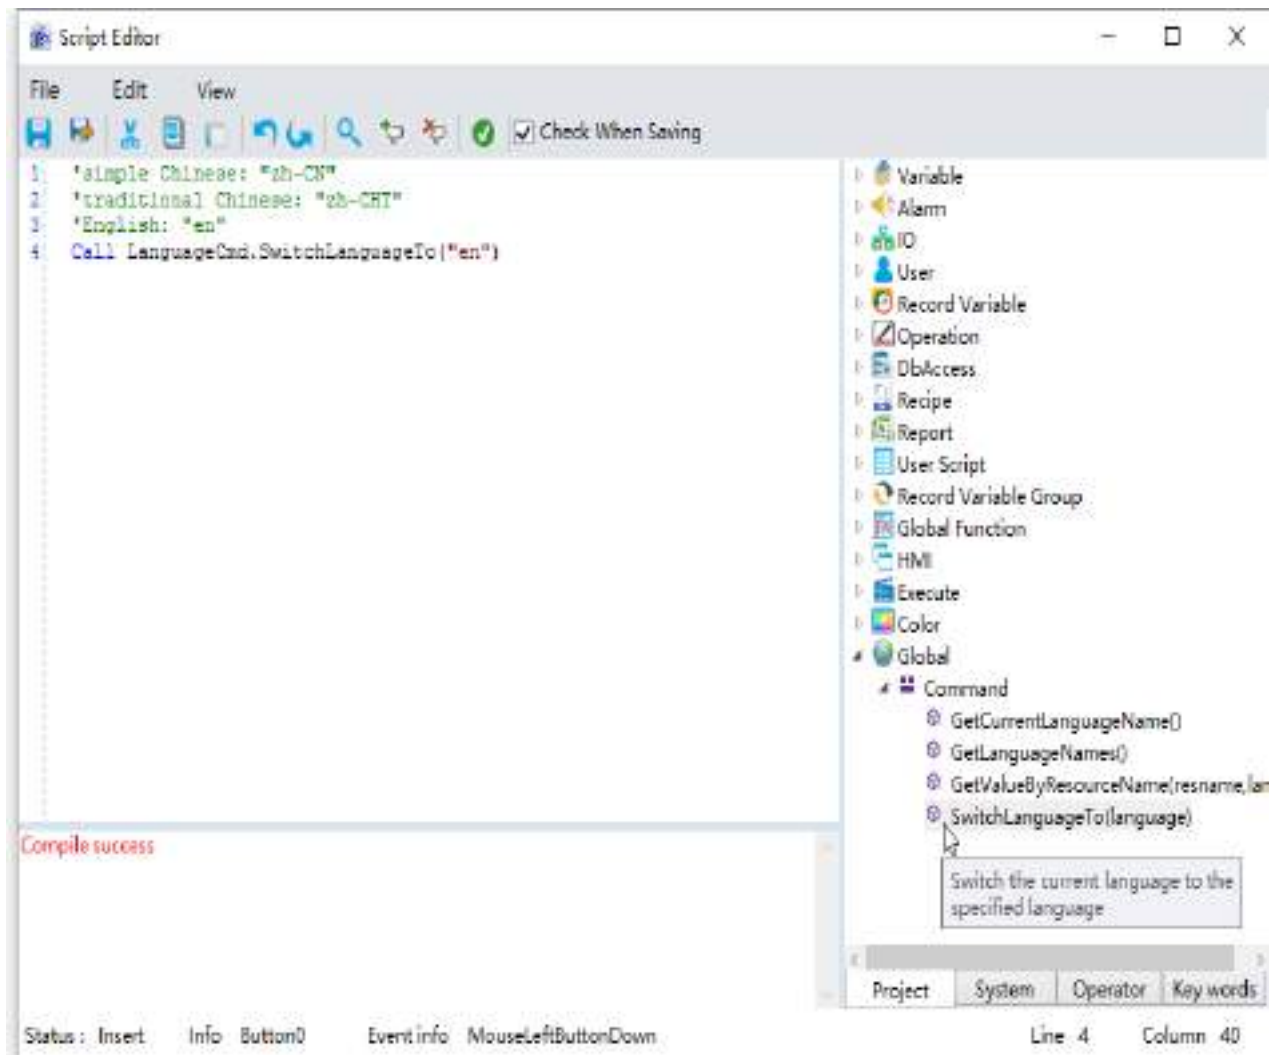 Script Editor
File Edit View
Check When Saving
1 'simple Chinese: "zh-CN"
2 'traditional Chinese: "zh-CHT"
3 'English: "en"
4 Call LanguageCmd.SwitchLanguageTo("en")
Variable
Alarm
IO
User
Record Variable
Operation
DbAccess
Recipe
Report
User Script
Record Variable Group
Global Function
HMI
Execute
Color
Global
Command
GetCurrentLanguageName()
GetLanguageNames()
GetValueByResourceName(resname,lan
SwitchLanguageTo(language)
Switch the current language to the
specified language
Project System Operator Key words
Compile success
Status : Insert Info Button0 Event info MouseLeftButtonDown Line 4 Column 40